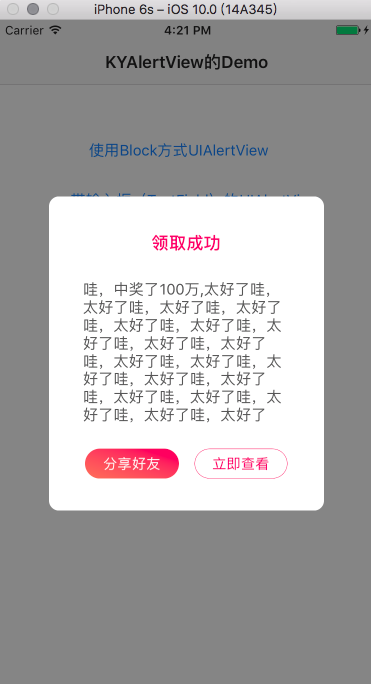 iPhone 6s – iOS 10.0 (14A345)
Carrier 4:21 PM
KYAlertView的Demo
使用Block方式UIAlertView
领取成功
哇，中奖了100万,太好了哇，
太好了哇，太好了哇，太好了
哇，太好了哇，太好了哇，太
好了哇，太好了哇，太好了
哇，太好了哇，太好了哇，太
好了哇，太好了哇，太好了
哇，太好了哇，太好了哇，太
好了哇，太好了哇，太好了
分享好友 立即查看